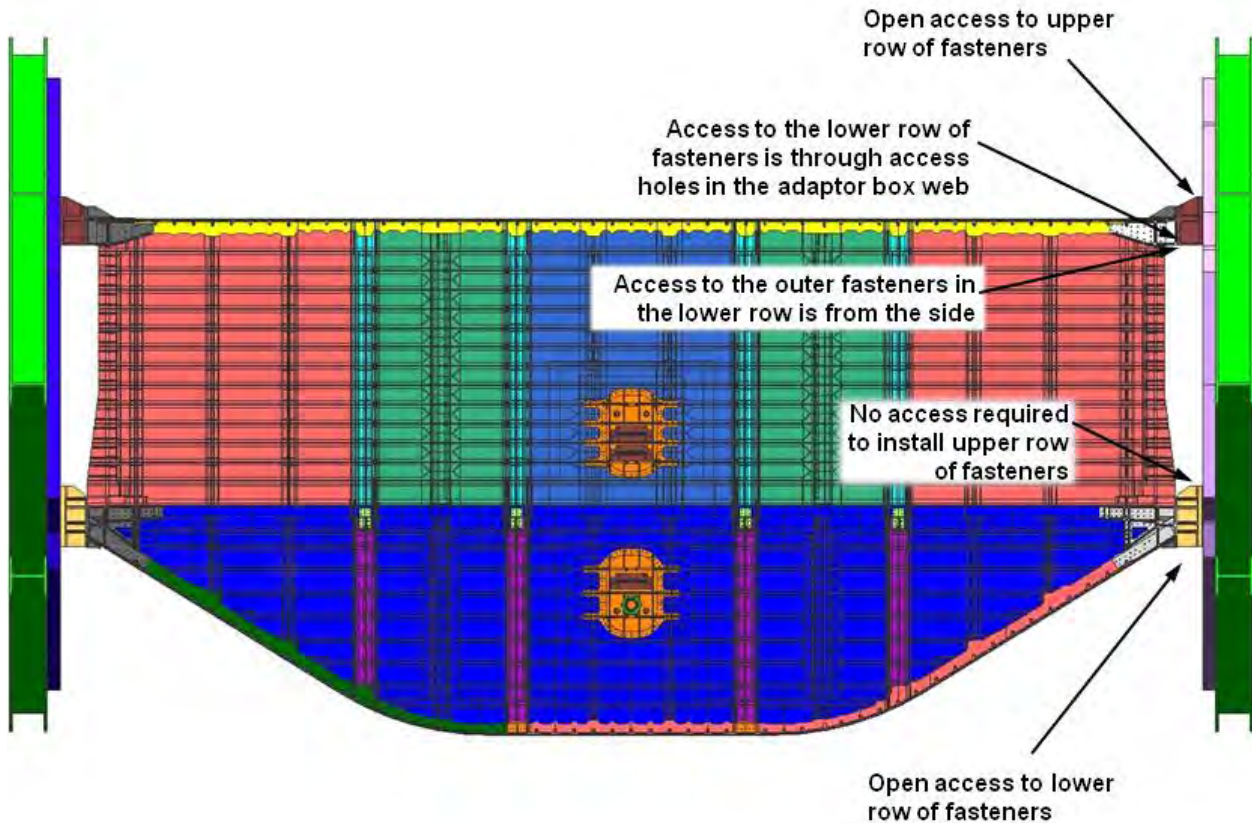 Open access to upper
row of fasteners
Access to the lower row of
fasteners is through access
holes in the adaptor box web
Access to the outer fasteners in
the lower row is from the side
No access required
to install upper row
of fasteners
Open access to lower
row of fasteners